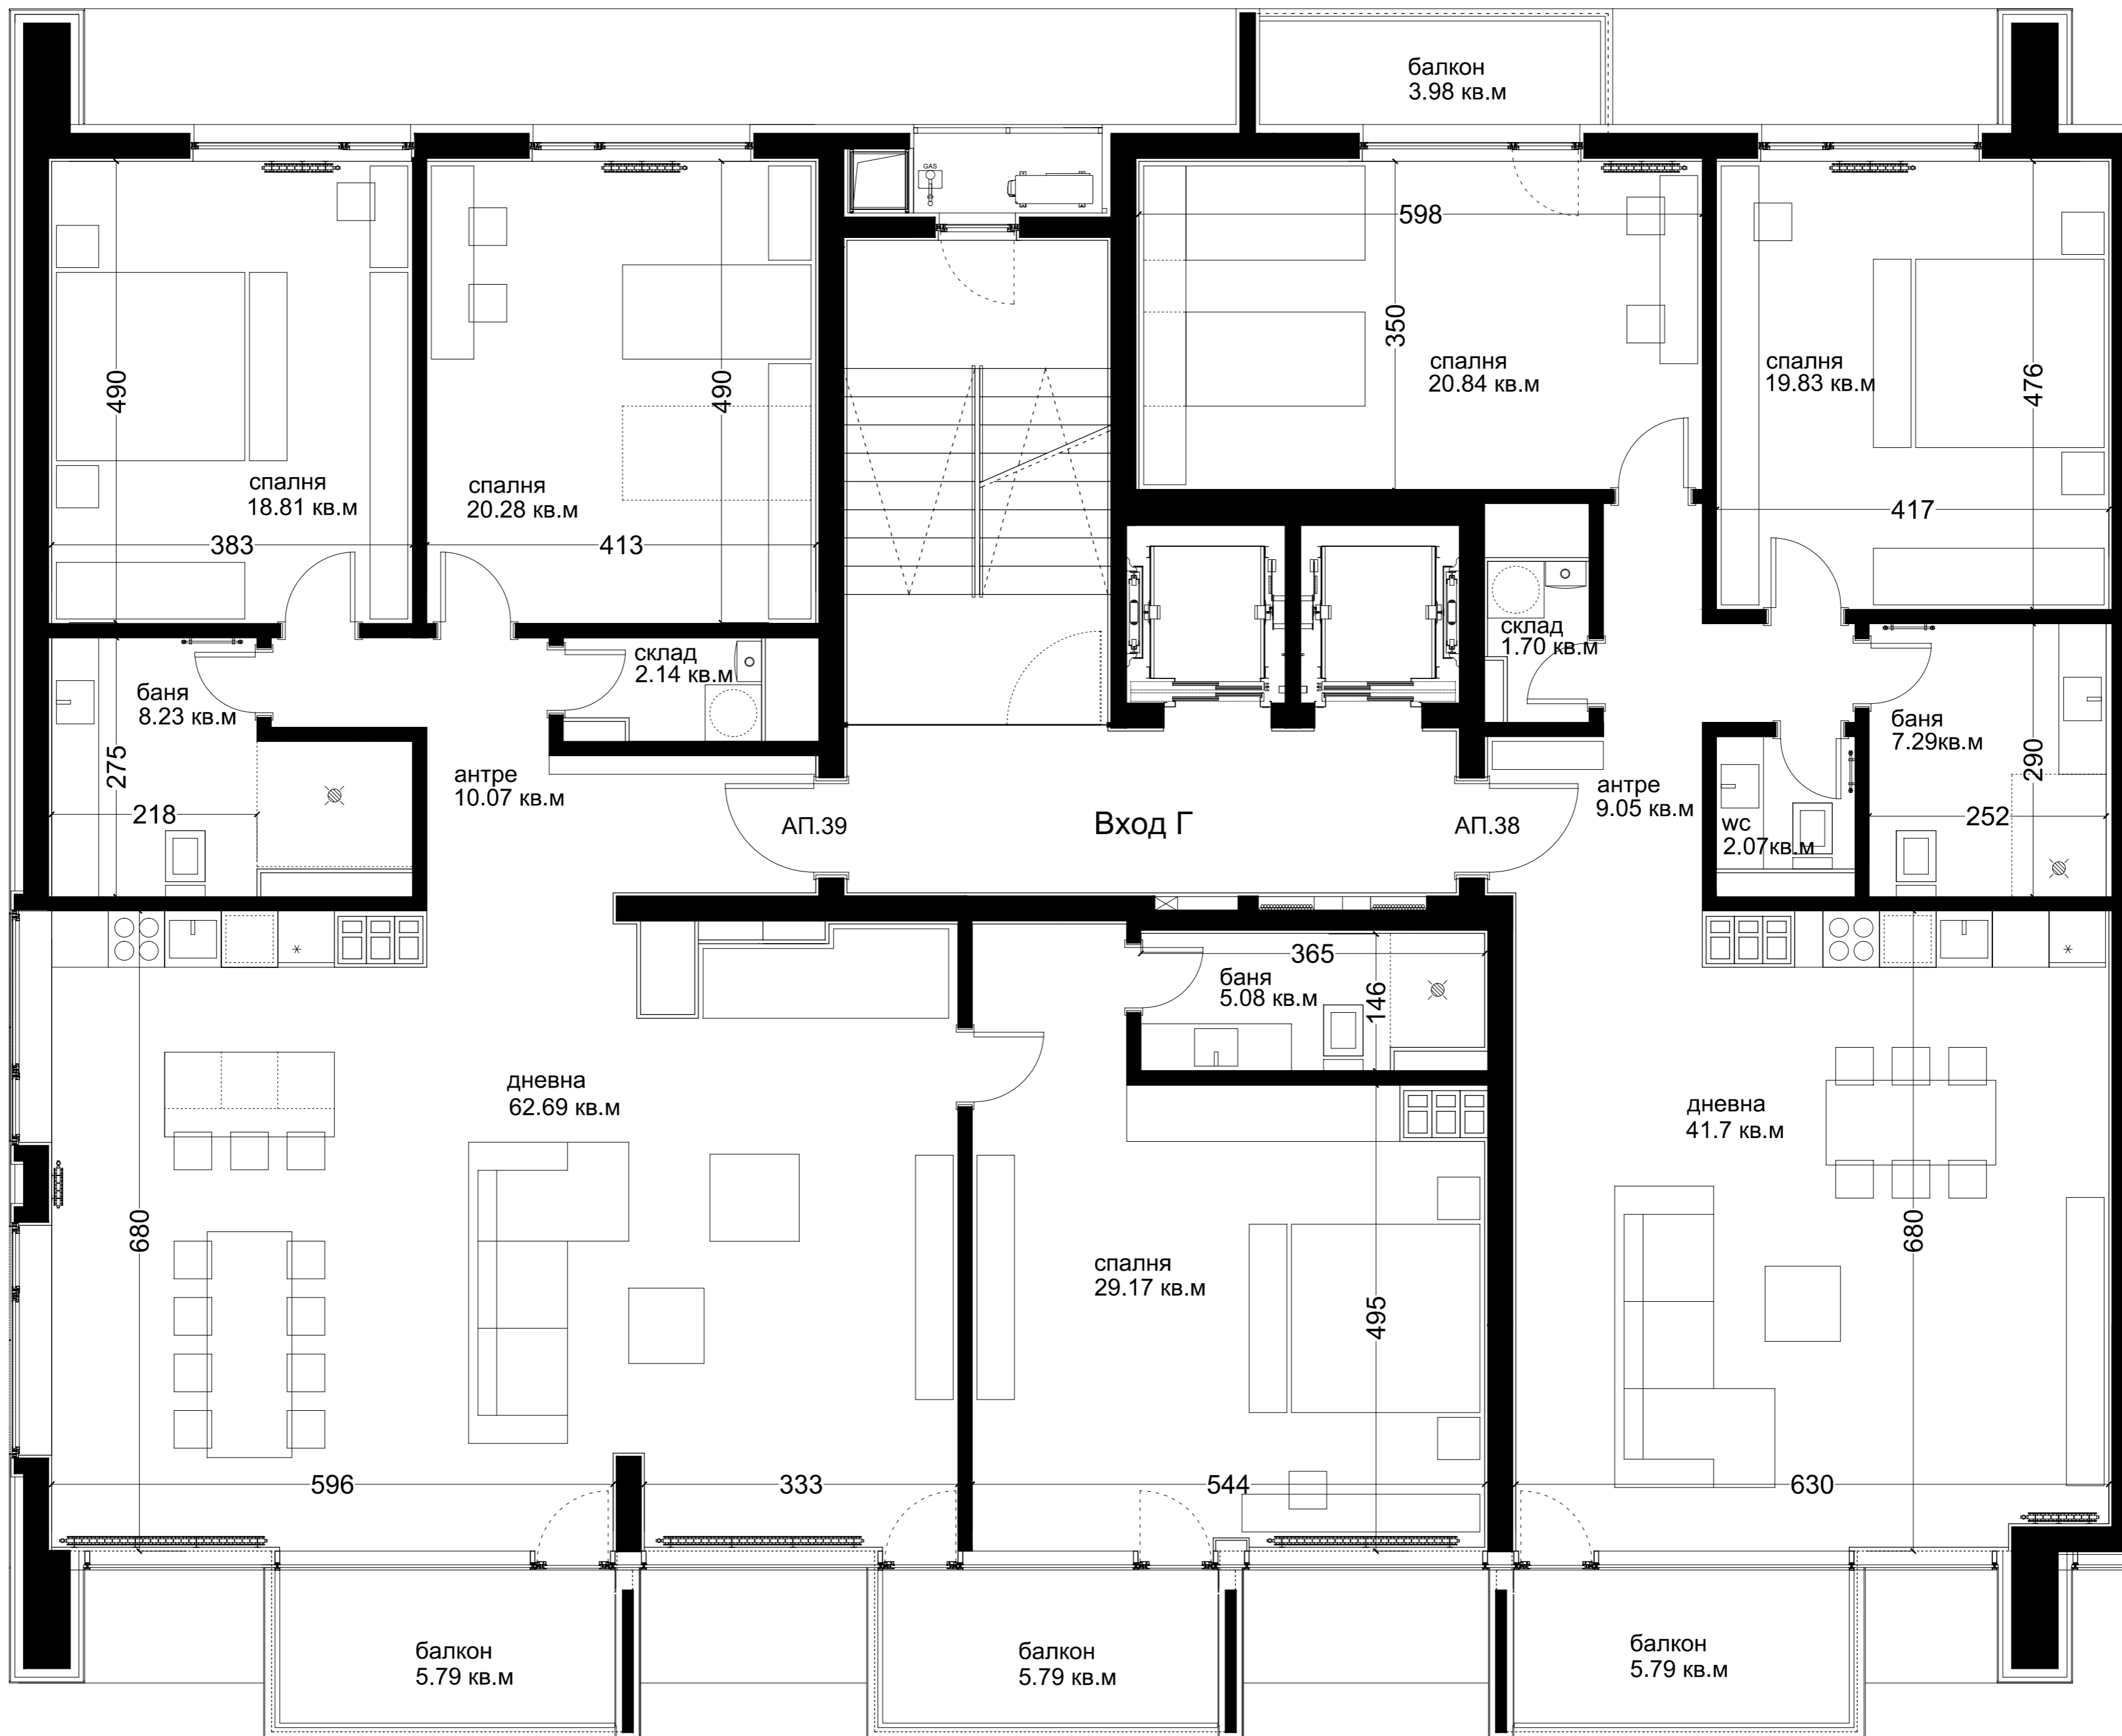 балкон
3.98 кв.м
GAS
598
350
490
490
476
спалня
20.84 кв.м
спалня
19.83 кв.м
спалня
18.81 кв.м
спалня
20.28 кв.м
417
383
413
склад
1.70 кв.м
склад
2.14 кв.м
баня
8.23 кв.м
баня
7.29кв.м
275
290
антре
10.07 кв.м
антре
9.05 кв.м
218
АП.39
Вход Г
АП.38
wc
2.07кв.м
252
365
баня
5.08 кв.м
146
дневна
62.69 кв.м
дневна
41.7 кв.м
680
680
спалня
29.17 кв.м
495
596
333
544
630
балкон
5.79 кв.м
балкон
5.79 кв.м
балкон
5.79 кв.м